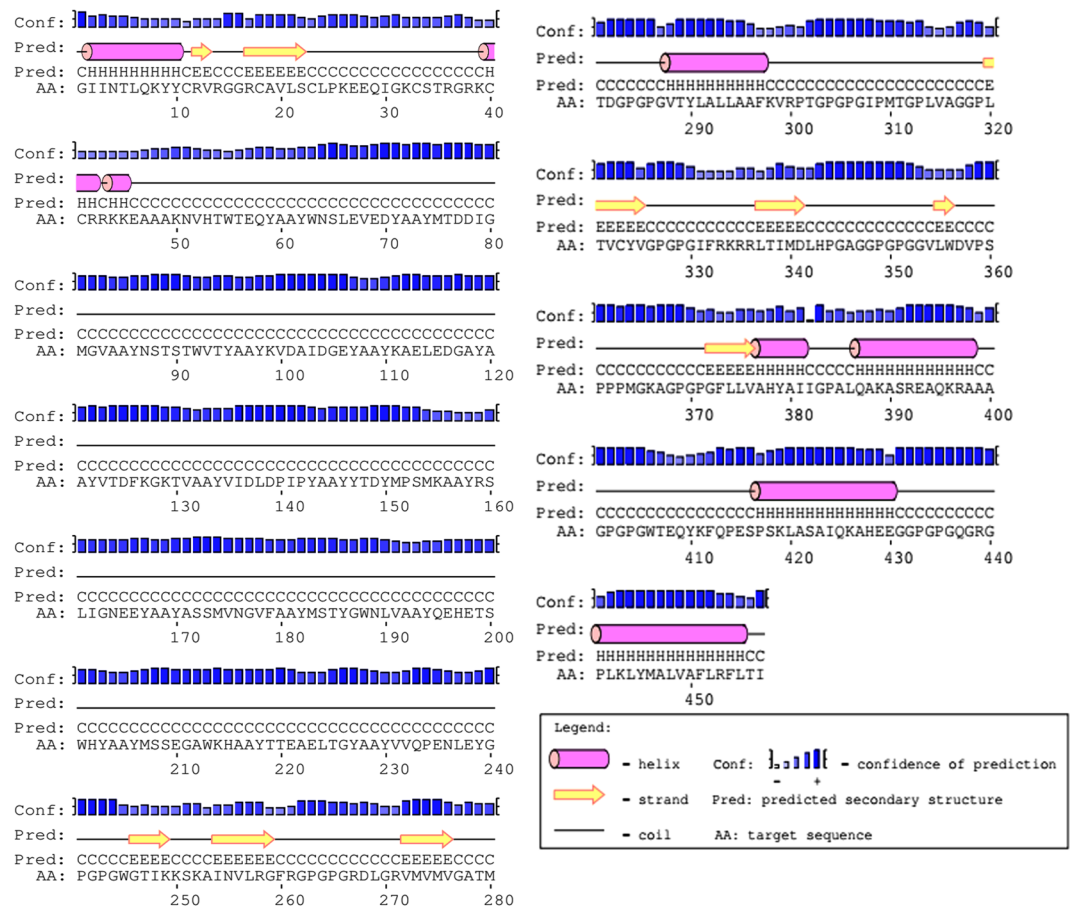 Conf:
Pred:
Pred: CHHHHHHHHHCEECCCEEEEEECCCCCCCCCCCCCCCCCH
AA: GIINTLQKYYCRVRGGRCAVLSCLPKEEQIGKCSTRGRKC
10 20 30 40
Conf:
Pred:
Pred: HHCHHCCCCCCCCCCCCCCCCCCCCCCCCCCCCCCCCCCC
AA: CRRKKEAAAKNVHTWTEQYAAYWNSLEVEDYAAYMTDDIG
50 60 70 80
Conf:
Pred:
Pred: CCCCCCCCCCCCCCCCCCCCCCCCCCCCCCCCCCCCCCCC
AA: MGVAAYNSTSTWVTYAAYKVDAIDGEYAAYKAELEDGAYA
90 100 110 120
Conf:
Pred:
Pred: CCCCCCCCCCCCCCCCCCCCCCCCCCCCCCCCCCCCCCCC
AA: AYVTDFKGKTVAAYVIDLDPIPYAAYYTDYMPSMKAAYRS
130 140 150 160
Conf:
Pred:
Pred: CCCCCCCCCCCCCCCCCCCCCCCCCCCCCCCCCCCCCCCC
AA: LIGNEEYAAYASSMVNGVFAAYMSTYGWNLVAAYQEHETS
170 180 190 200
Conf:
Pred:
Pred: CCCCCCCCCCCCCCCCCCCCCCCCCCCCCCCCCCCCCCCC
AA: WHYAAYMSSEGAWKHAAYTTEAELTGYAAYVVQPENLEYG
210 220 230 240
Conf:
Pred:
Pred: CCCCCEEEECCCCEEEEEECCCCCCCCCCCCEEEEECCCC
AA: PGPGWGTIKKSKAINVLRGFRGPGPGRDLGRVMVMVGATM
250 260 270 280
Conf:
Pred:
Pred: CCCCCCCHHHHHHHHHHCCCCCCCCCCCCCCCCCCCCCCE
AA: TDGPGPGVTYLALLAAFKVRPTGPGPGIPMTGPLVAGGPL
290 300 310 320
Conf:
Pred:
Pred: EEEEECCCCCCCCCCCEEEEECCCCCCCCCCCCCEECCCC
AA: TVCYVGPGPGIFRKRRLTIMDLHPGAGGPGPGGVLWDVPS
330 340 350 360
Conf:
Pred:
Pred: CCCCCCCCCCCEEEEEHHHHHCCCCCHHHHHHHHHHHHCC
AA: PPPMGKAGPGPGFLLVAHYAIIGPALQAKASREAQKRAAA
370 380 390 400
Conf:
Pred:
Pred: CCCCCCCCCCCCCCCCHHHHHHHHHHHHHHCCCCCCCCCC
AA: GPGPGWTEQYKFQPESPSKLASAIQKAHEEGGPGPGQGRG
410 420 430 440
Conf:
Pred:
Pred: HHHHHHHHHHHHHHHCC
AA: PLKLYMALVAFLRFLTI
450
Legend:
- helix Conf: - confidence of prediction
- +
- strand Pred: predicted secondary structure
- coil AA: target sequence